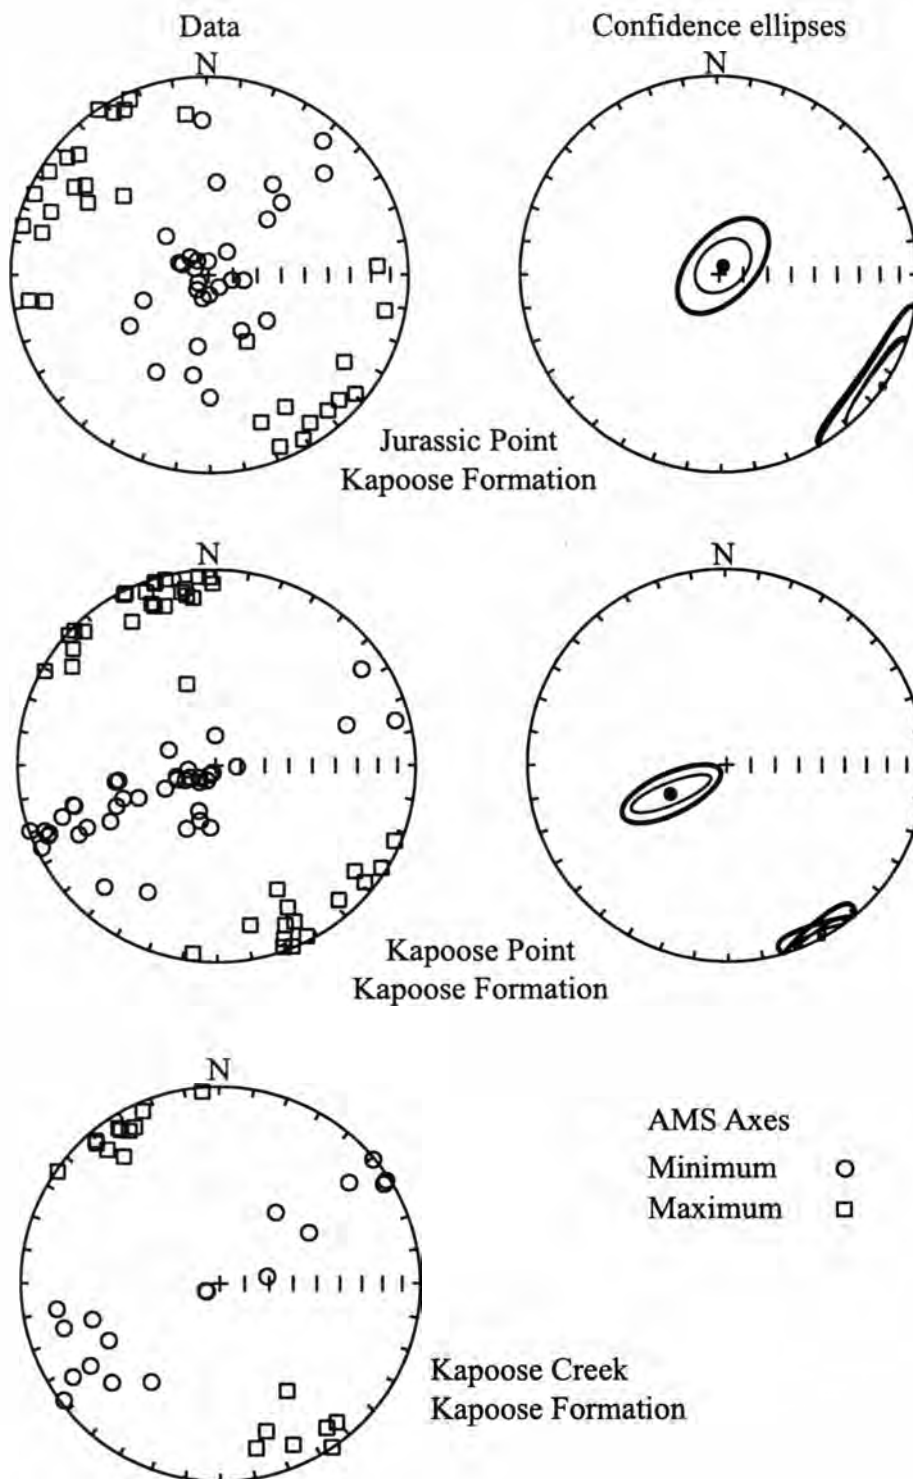 Data
Confidence ellipses
N
N
Jurassic Point
Kapoose Formation
N
N
Kapoose Point
Kapoose Formation
N
AMS Axes
Minimum
Maximum
Kapoose Creek
Kapoose Formation